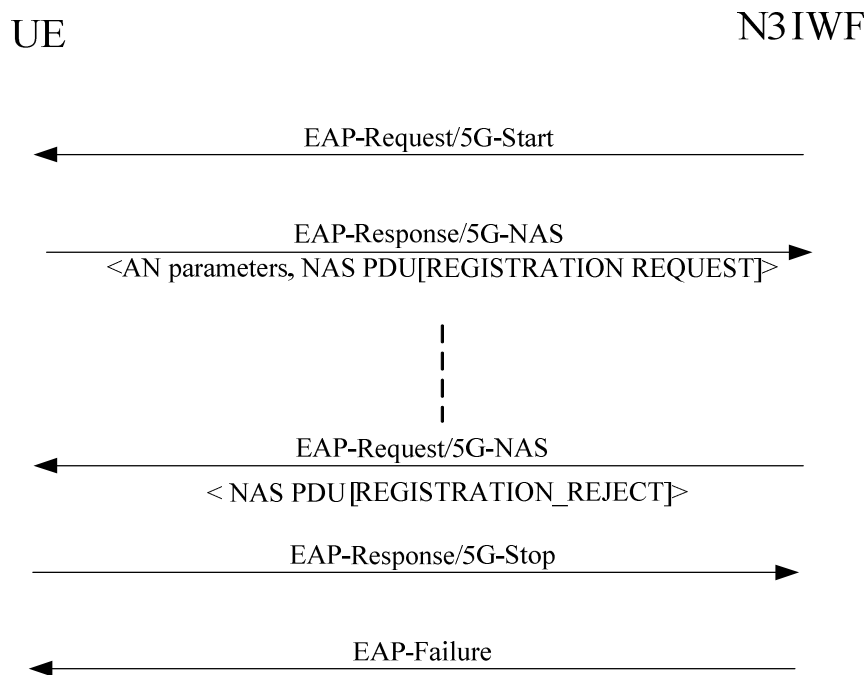 UE
N3IWF
EAP-Request/5G-Start
EAP-Response/5G-NAS
<AN parameters, NAS PDU[REGISTRATION REQUEST]>
EAP-Request/5G-NAS
< NAS PDU[REGISTRATION_REJECT]>
EAP-Response/5G-Stop
EAP-Failure